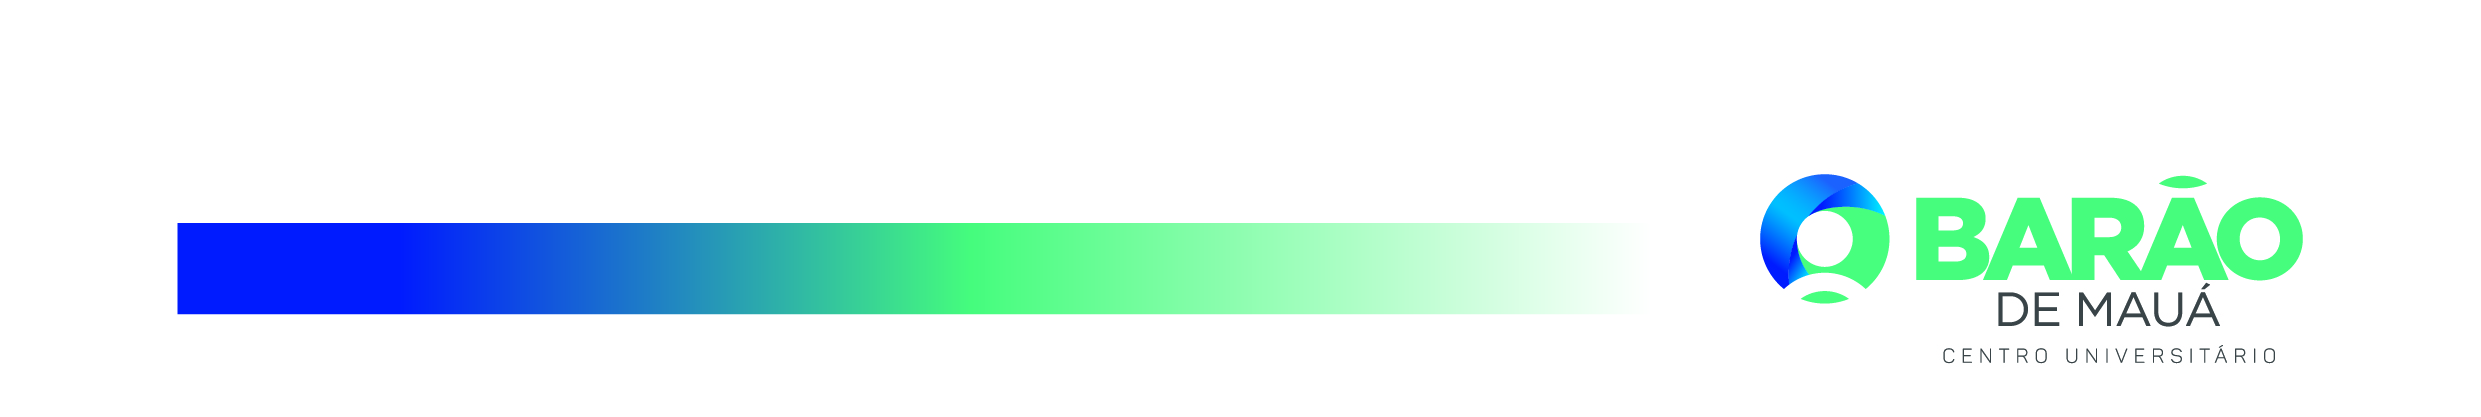 BARÃO
DE MAUÁ
CENTRO UNIVERSITÁRIO